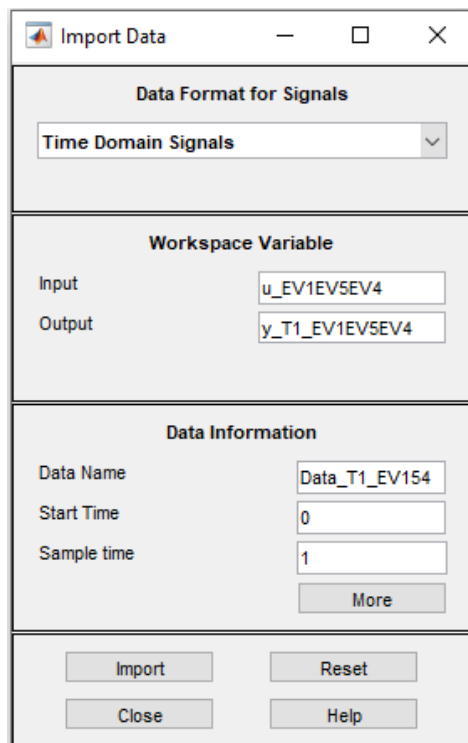 Import Data
Data Format for Signals
Time Domain Signals
Workspace Variable
Input u_EV1EV5EV4
Output y_T1_EV1EV5EV4
Data Information
Data Name Data_T1_EV154
Start Time 0
Sample time 1
More
Import Reset
Close Help